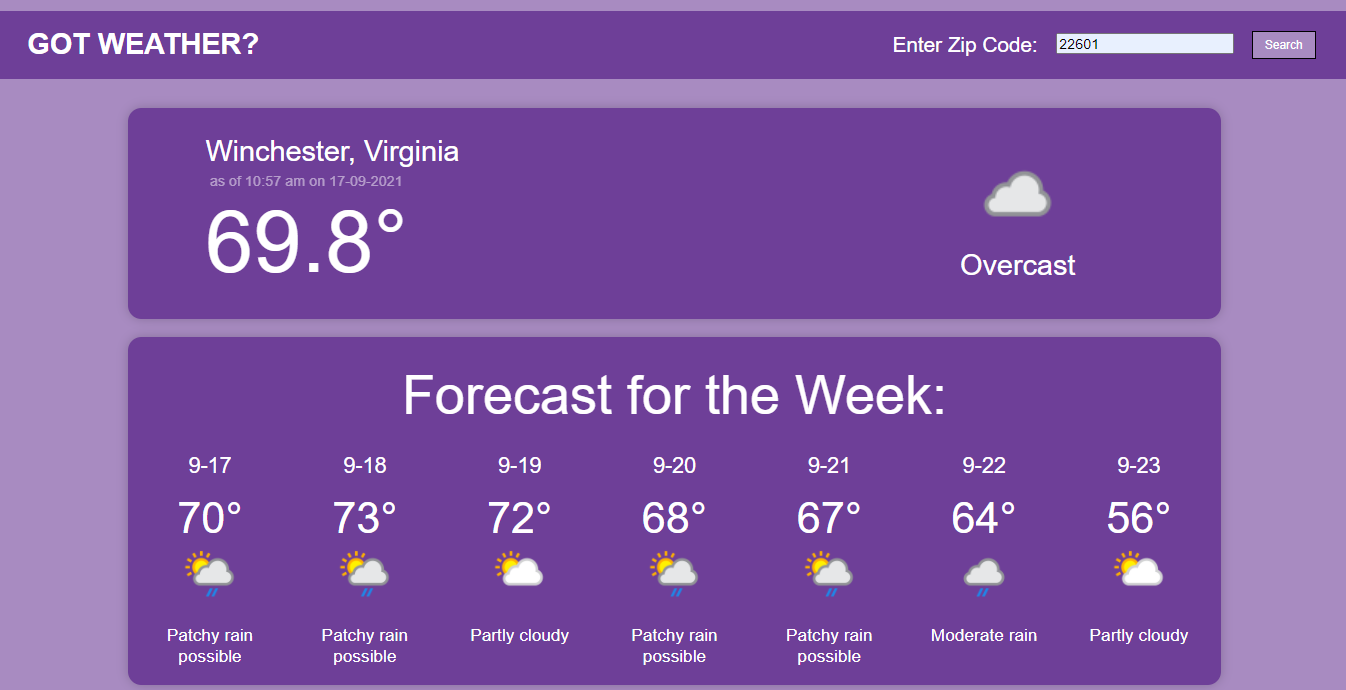 GOT WEATHER?
Enter Zip Code:
22601
Search
Winchester, Virginia
as of 10:57 am on 17-09-2021
69.8°
Overcast
Forecast for the Week:
9-17
70°
Patchy rain
possible
9-18
73°
Patchy rain
possible
9-19
72°
Partly cloudy
9-20
68°
Patchy rain
possible
9-21
67°
Patchy rain
possible
9-22
64°
Moderate rain
9-23
56°
Partly cloudy